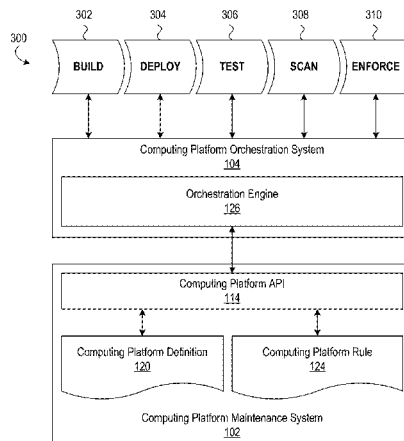 302 304 306 308 310
300
BUILD DEPLOY TEST SCAN ENFORCE
Computing Platform Orchestration System
104
Orchestration Engine
126
Computing Platform API
114
Computing Platform Definition
120
Computing Platform Rule
124
Computing Platform Maintenance System
102